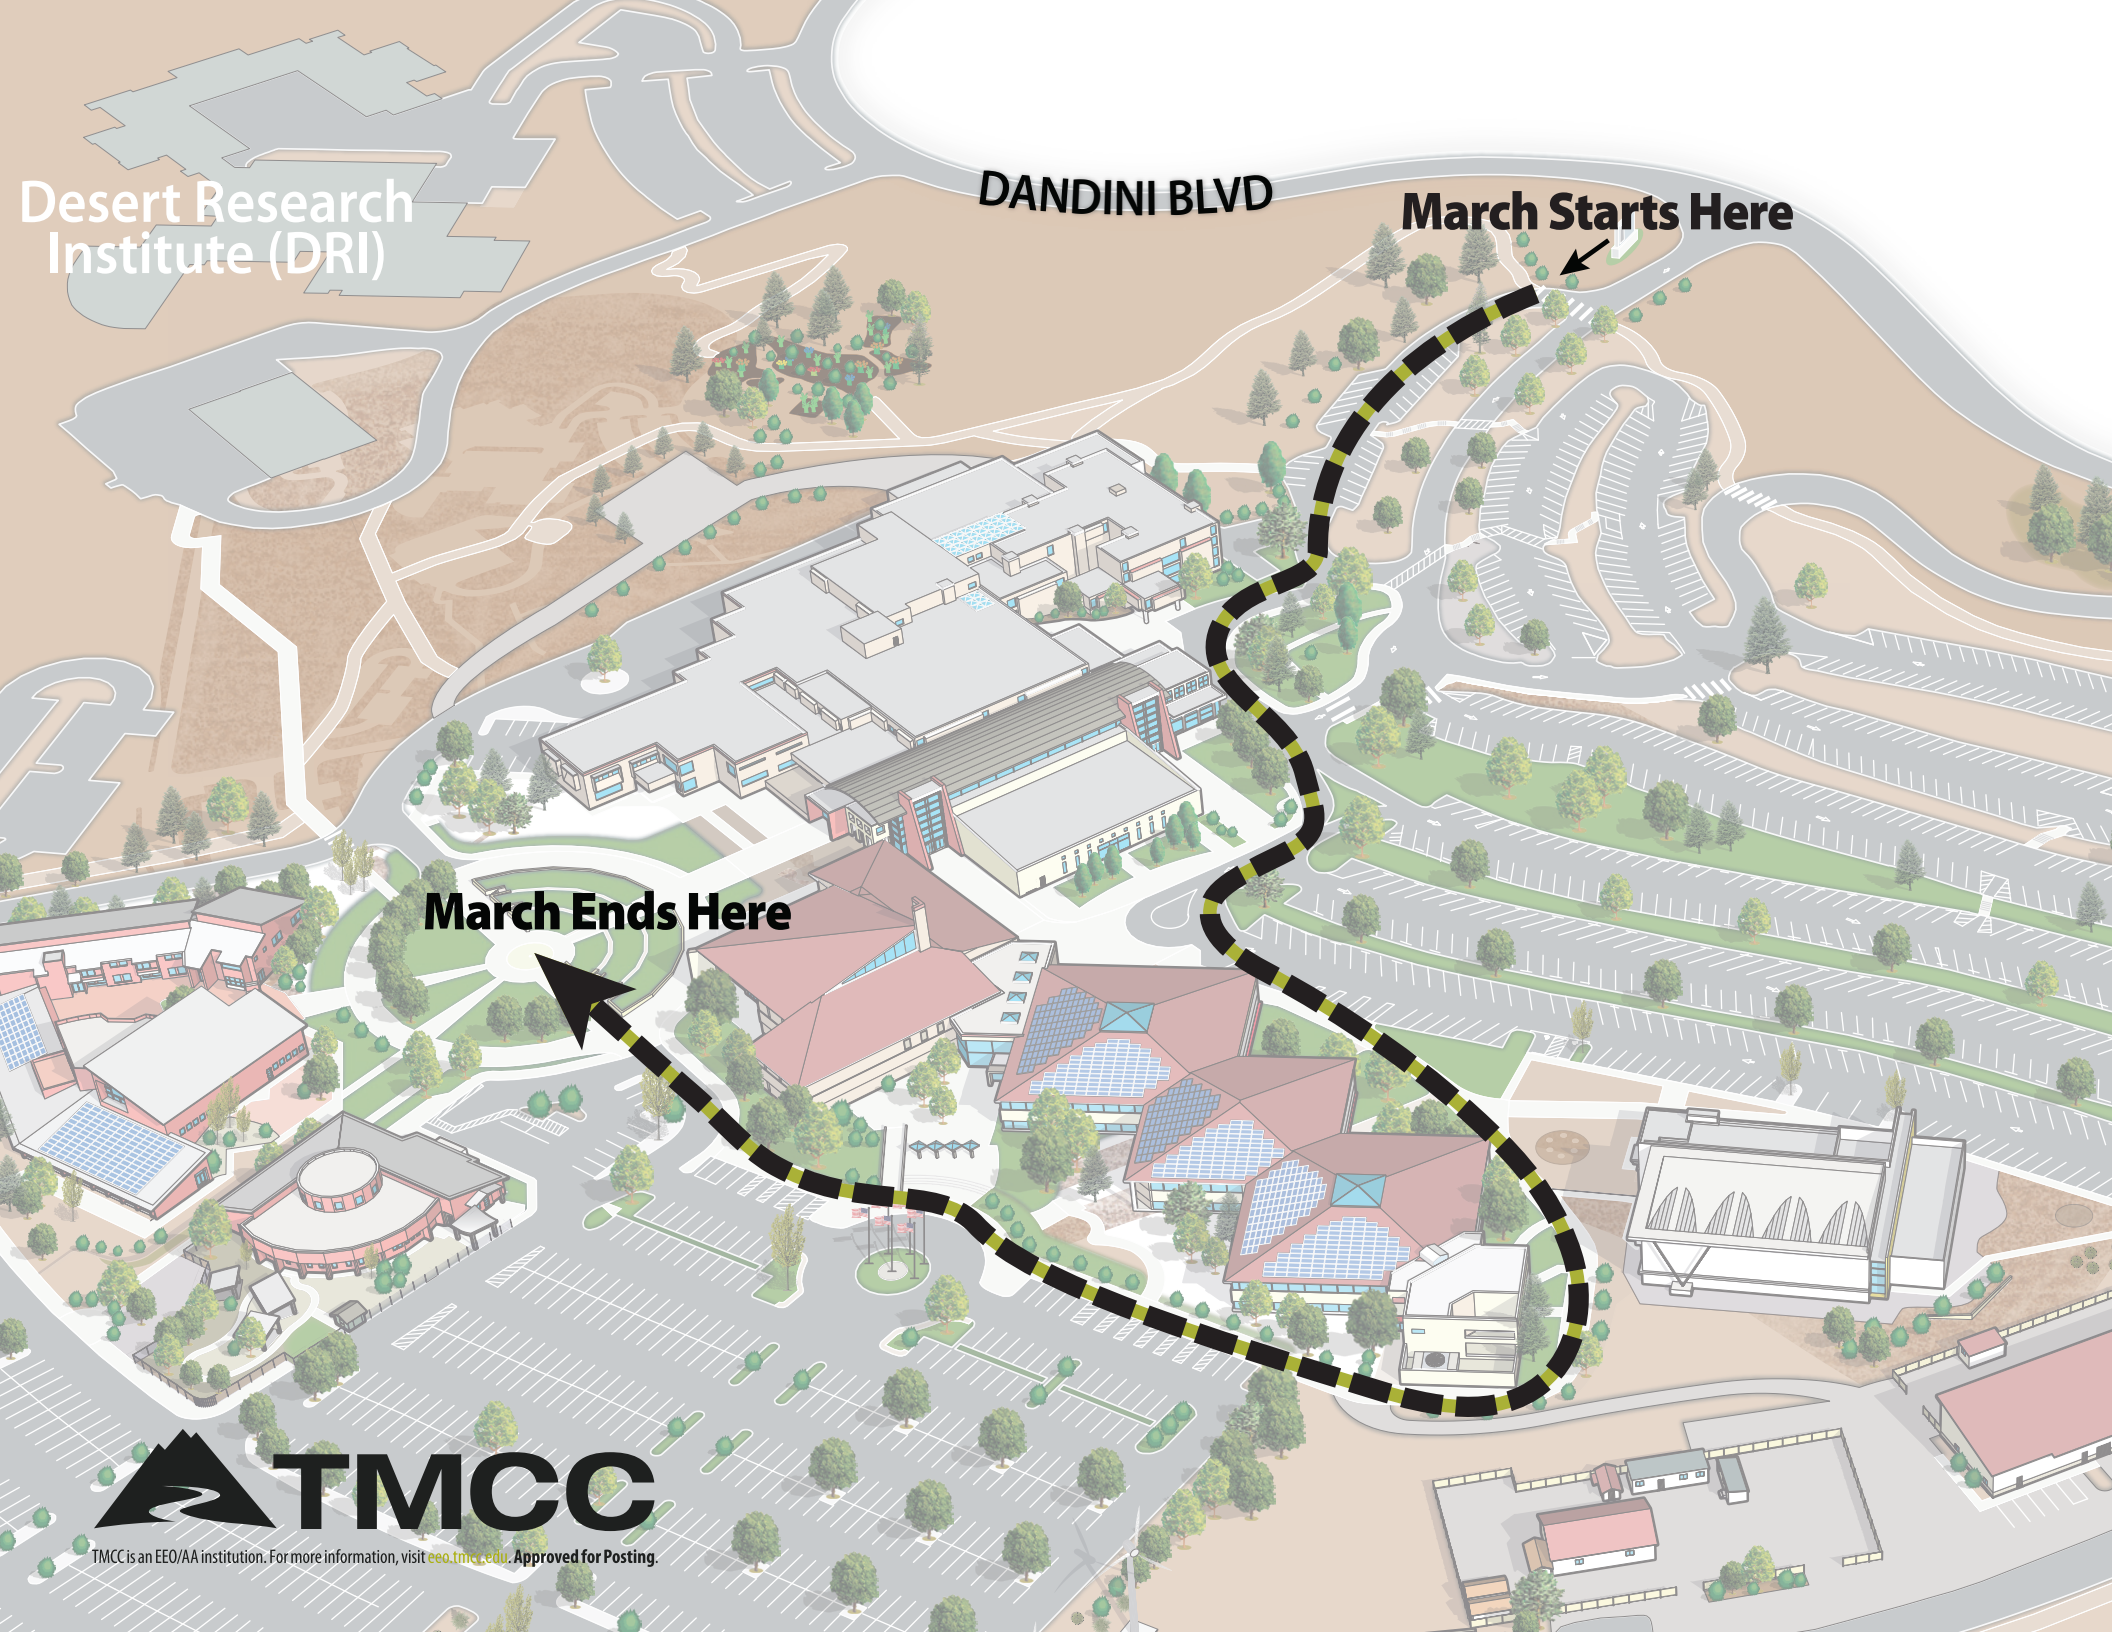 DANDINI BLVD
March Starts Here
Desert Research
Institute (DRI)
March Ends Here
TMCC
TMCC is an EEO/AA institution. For more information, visit eeo.tmcc.edu. Approved for Posting.